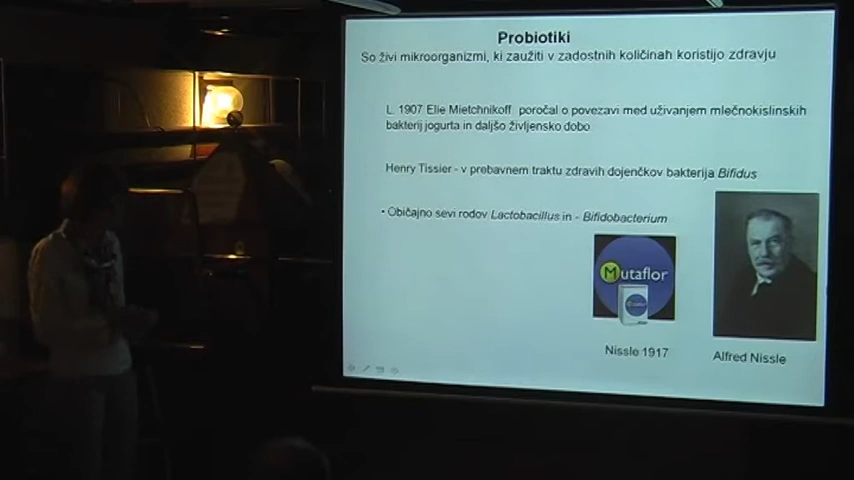 Probiotiki
So živi mikroorganizmi, ki zaužiti v zadostnih količinah koristijo zdravju
L. 1907 Elie Mietchnikoff poročal o povezavi med uživanjem mlečnokislinskih
bakterij jogurta in daljšo življensko dobo
Henry Tissier - v prebavnem traktu zdravih dojenčkov bakterija Bifidus
• Običajno sevi rodov Lactobacillus in - Bifidobacterium
Mutaflor
Nissle 1917
Alfred Nissle